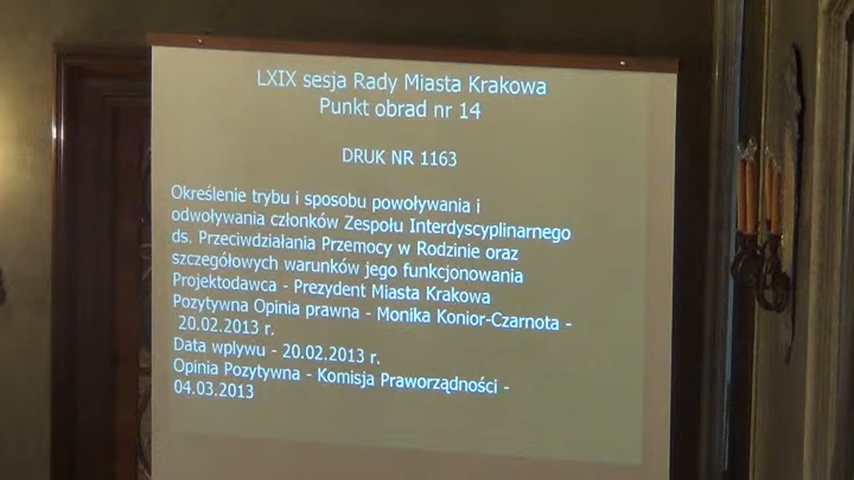 LXIX sesja Rady Miasta Krakowa
Punkt obrad nr 14
DRUK NR 1163
Określenie trybu i sposobu powoływania i
odwoływania członków Zespołu Interdyscyplinarnego
ds. Przeciwdziałania Przemocy w Rodzinie oraz
szczegółowych warunków jego funkcjonowania
Projektodawca - Prezydent Miasta Krakowa
Pozytywna Opinia prawna - Monika Konior-Czarnota -
20.02.2013 r.
Data wpływu - 20.02.2013 r.
Opinia Pozytywna - Komisja Praworządności -
04.03.2013